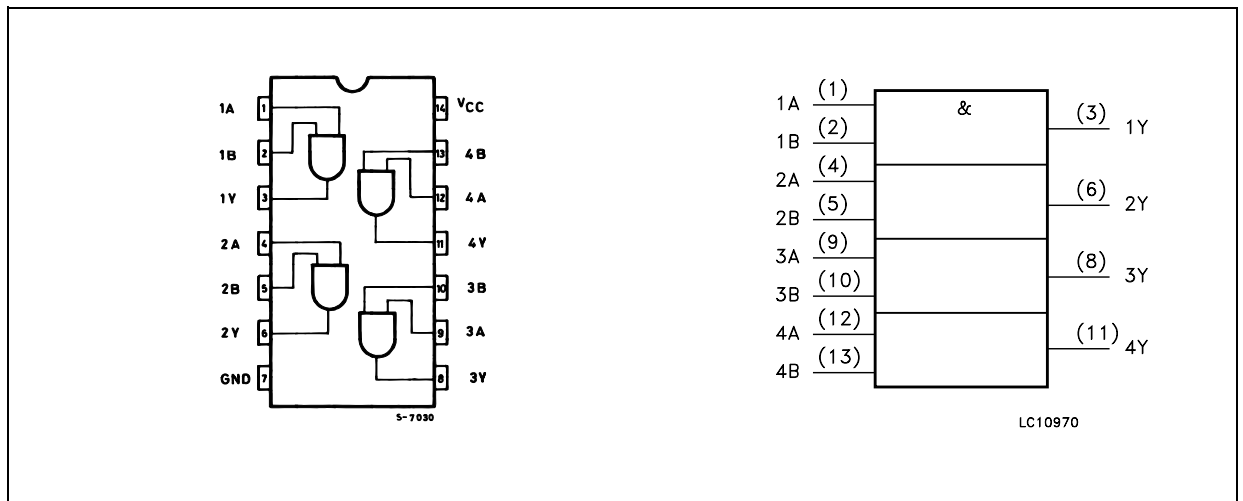 1A 1 14 VCC
1B 2 13 4B
1Y 3 12 4A
2A 4 11 4Y
2B 5 10 3B
2Y 6 9 3A
GND 7 8 3Y
S-7030
1A (1) &
(3) 1Y
1B (2)
2A (4)
(6) 2Y
2B (5)
3A (9)
(8) 3Y
3B (10)
4A (12)
(11) 4Y
4B (13)
LC10970